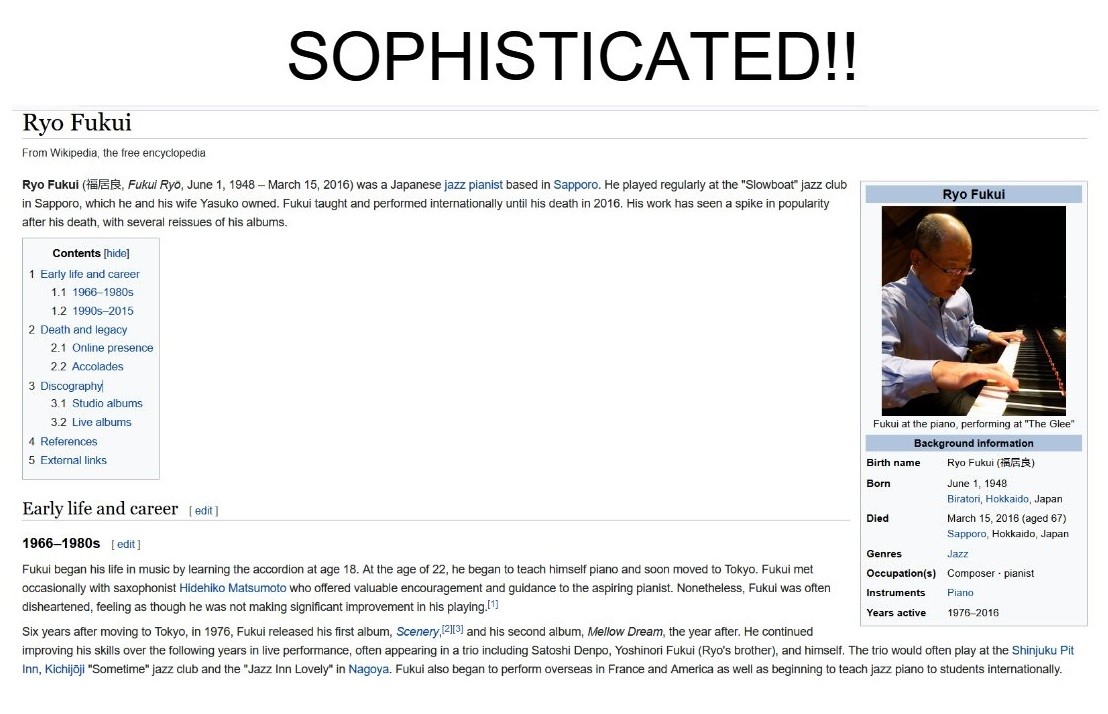 SOPHISTICATED!!
Ryo Fukui
From Wikipedia, the free encyclopedia
Ryo Fukui (福居良, Fukui Ryō, June 1, 1948 – March 15, 2016) was a Japanese jazz pianist based in Sapporo. He played regularly at the "Slowboat" jazz club
in Sapporo, which he and his wife Yasuko owned. Fukui taught and performed internationally until his death in 2016. His work has seen a spike in popularity
after his death, with several reissues of his albums.
Contents [hide]
1 Early life and career
1.1 1966–1980s
1.2 1990s–2015
2 Death and legacy
2.1 Online presence
2.2 Accolades
3 Discography
3.1 Studio albums
3.2 Live albums
4 References
5 External links
Ryo Fukui
Fukui at the piano, performing at "The Glee"
Background information
Birth name Ryo Fukui (福居良)
Born June 1, 1948
Biratori, Hokkaido, Japan
Died March 15, 2016 (aged 67)
Sapporo, Hokkaido, Japan
Genres Jazz
Occupation(s) Composer · pianist
Instruments Piano
Years active 1976–2016
Early life and career [ edit ]
1966–1980s [ edit ]
Fukui began his life in music by learning the accordion at age 18. At the age of 22, he began to teach himself piano and soon moved to Tokyo. Fukui met
occasionally with saxophonist Hidehiko Matsumoto who offered valuable encouragement and guidance to the aspiring pianist. Nonetheless, Fukui was often
disheartened, feeling as though he was not making significant improvement in his playing.[1]
Six years after moving to Tokyo, in 1976, Fukui released his first album, Scenery,[2][3] and his second album, Mellow Dream, the year after. He continued
improving his skills over the following years in live performance, often appearing in a trio including Satoshi Denpo, Yoshinori Fukui (Ryo's brother), and himself. The trio would often play at the Shinjuku Pit
Inn, Kichijōji "Sometime" jazz club and the "Jazz Inn Lovely" in Nagoya. Fukui also began to perform overseas in France and America as well as beginning to teach jazz piano to students internationally.